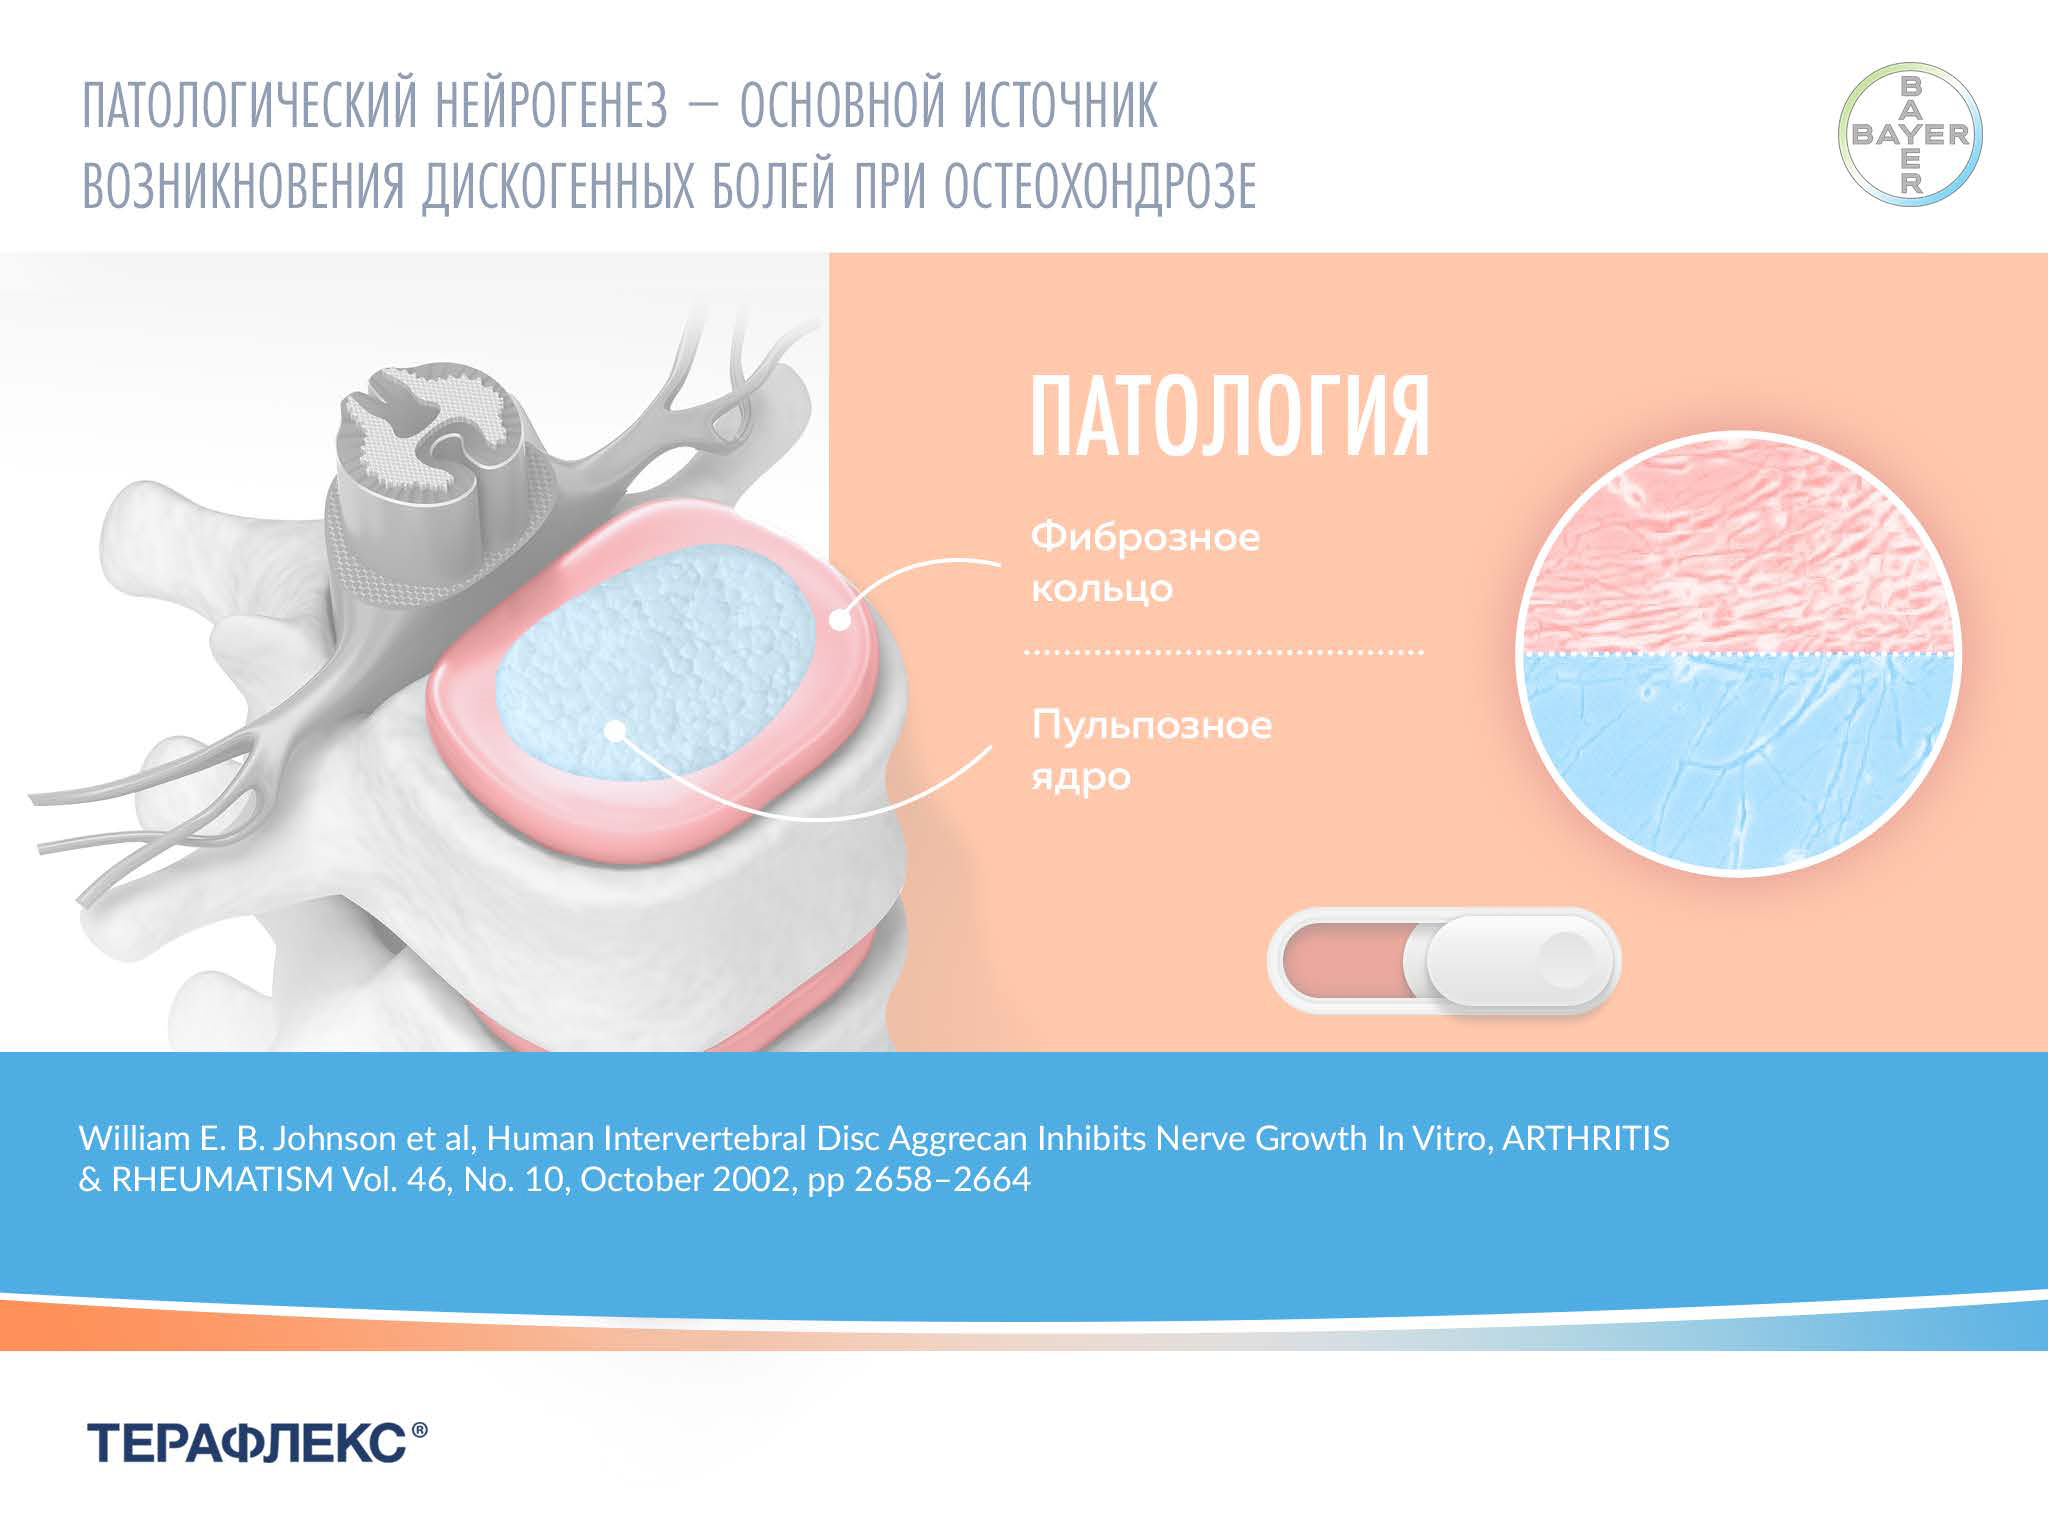 ПАТОЛОГИЧЕСКИЙ НЕЙРОГЕНЕЗ — ОСНОВНОЙ ИСТОЧНИК
ВОЗНИКНОВЕНИЯ ДИСКОГЕННЫХ БОЛЕЙ ПРИ ОСТЕОХОНДРОЗЕ
BAYER
BAYER
ПАТОЛОГИЯ
Фиброзное
кольцо
Пульпозное
ядро
William E. B. Johnson et al, Human Intervertebral Disc Aggrecan Inhibits Nerve Growth In Vitro, ARTHRITIS
& RHEUMATISM Vol. 46, No. 10, October 2002, pp 2658–2664
ТЕРАФЛЕКС®